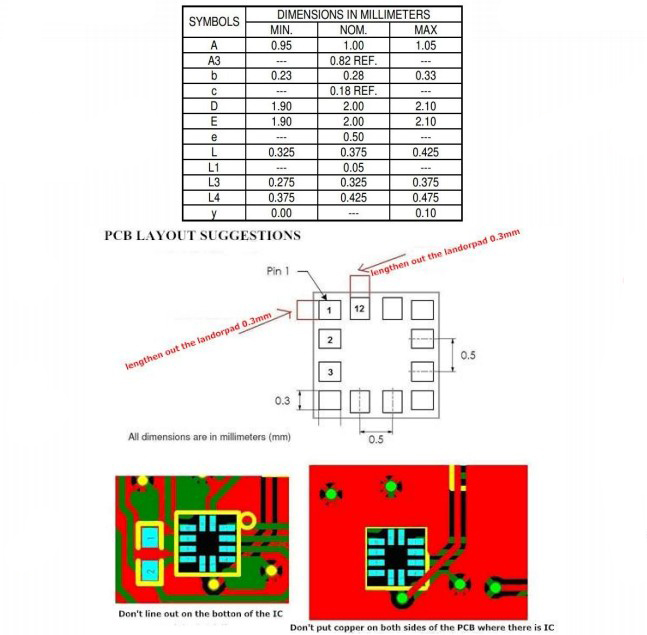 SYMBOLS DIMENSIONS IN MILLIMETERS
MIN. NOM. MAX
A 0.95 1.00 1.05
A3 --- 0.82 REF. ---
b 0.23 0.28 0.33
c --- 0.18 REF. ---
D 1.90 2.00 2.10
E 1.90 2.00 2.10
e --- 0.50 ---
L 0.325 0.375 0.425
L1 --- 0.05 ---
L3 0.275 0.325 0.375
L4 0.375 0.425 0.475
y 0.00 --- 0.10
PCB LAYOUT SUGGESTIONS
lengthen out the landorpad 0.3mm
Pin 1
lengthen out the landorpad 0.3mm
1 12
2
3
0.5
0.3
0.5
All dimensions are in millimeters (mm)
1
2
Don't line out on the botton of the IC
Don't put copper on both sides of the PCB where there is IC